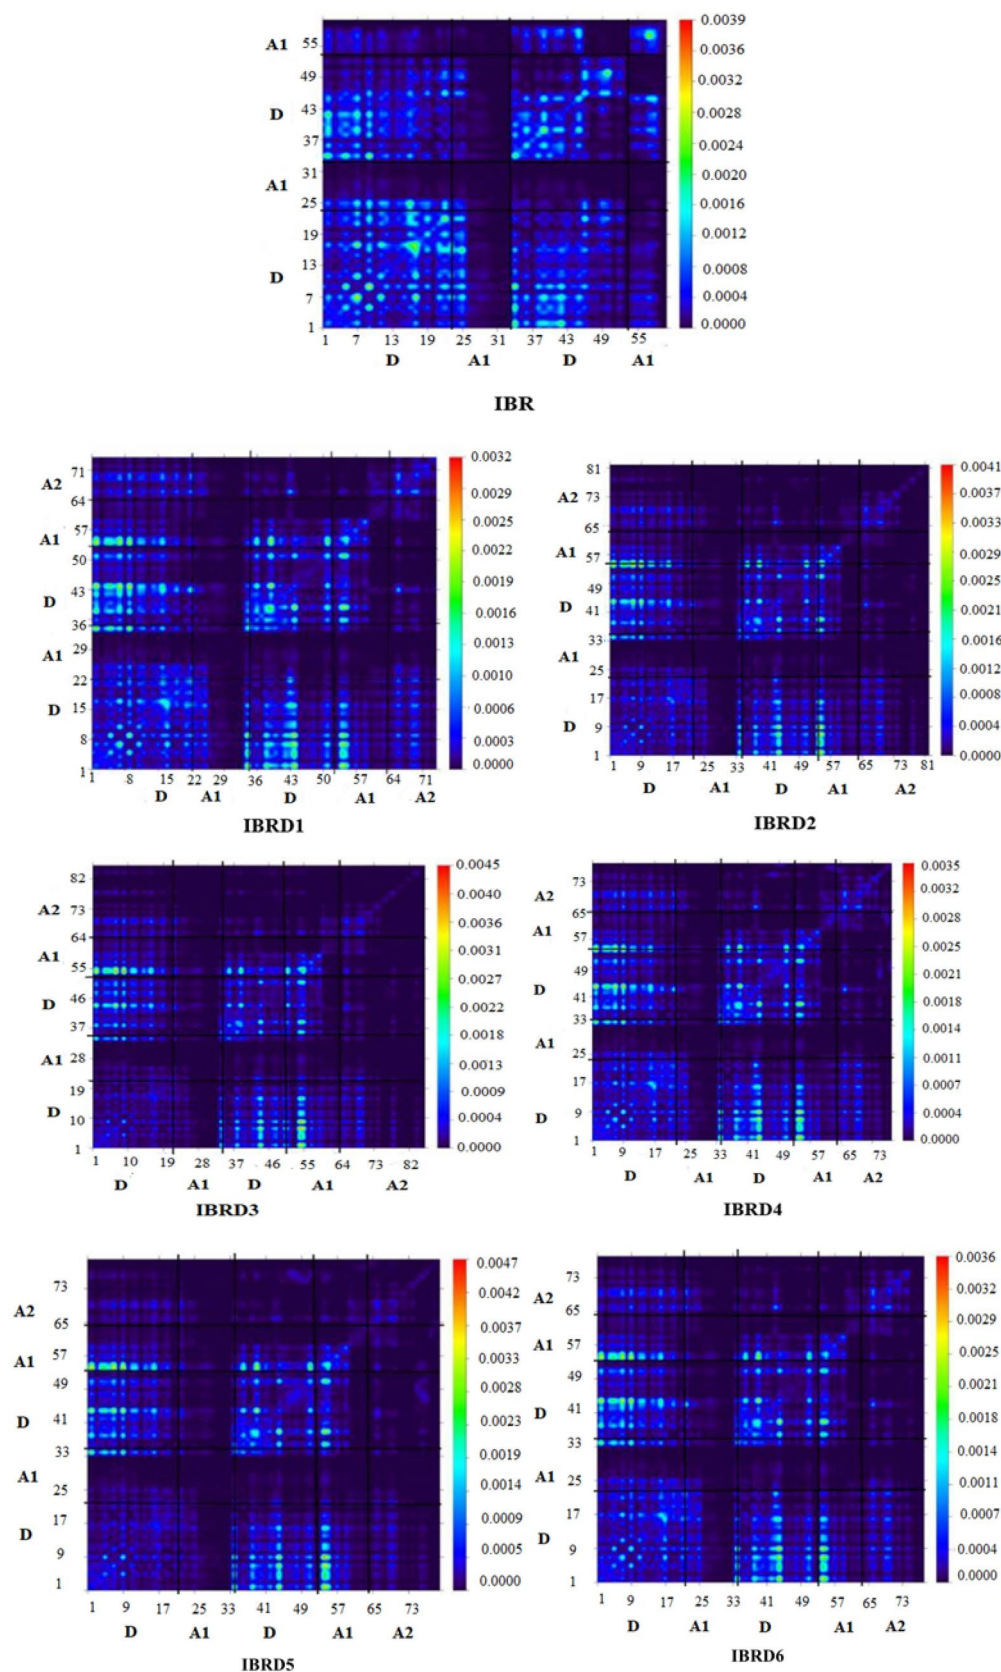 A1 55 0.0039
49 0.0032
D 43 0.0028
37 0.0024
31 0.0020
A1 25 0.0016
19 0.0012
D 13 0.0008
7 0.0004
1 0.0000
1 7 13 19 25 31 37 43 49 55
D A1 D A1
IBR
A2 71 0.0032
64 0.0029
A1 57 0.0025
50 0.0022
D 43 0.0019
36 0.0016
A1 29 0.0013
22 0.0010
D 15 0.0006
8 0.0003
1 0.0000
1 8 15 22 29 36 43 50 57 64 71
D A1 D A1 A2
IBRD1
81 0.0041
A2 73 0.0037
65 0.0033
A1 57 0.0029
49 0.0025
D 41 0.0021
33 0.0016
A1 25 0.0012
17 0.0008
D 9 0.0004
1 0.0000
1 9 17 25 33 41 49 57 65 73 81
D A1 D A1 A2
IBRD2
82 0.0045
A2 73 0.0040
64 0.0036
A1 55 0.0031
46 0.0027
D 37 0.0022
A1 28 0.0018
19 0.0013
D 10 0.0009
1 0.0004
0.0000
1 10 19 28 37 46 55 64 73 82
D A1 D A1 A2
IBRD3
73 0.0035
A2 65 0.0032
A1 57 0.0028
49 0.0025
D 41 0.0021
33 0.0018
A1 25 0.0014
17 0.0011
D 9 0.0007
1 0.0004
0.0000
1 9 17 25 33 41 49 57 65 73
D A1 D A1 A2
IBRD4
73 0.0047
A2 65 0.0042
A1 57 0.0037
49 0.0033
D 41 0.0028
33 0.0023
A1 25 0.0019
17 0.0014
D 9 0.0009
1 0.0005
0.0000
1 9 17 25 33 41 49 57 65 73
D A1 D A1 A2
IBRD5
73 0.0036
A2 65 0.0032
A1 57 0.0029
49 0.0025
D 41 0.0021
33 0.0018
A1 25 0.0014
17 0.0011
D 9 0.0007
1 0.0004
0.0000
1 9 17 25 33 41 49 57 65 73
D A1 D A1 A2
IBRD6